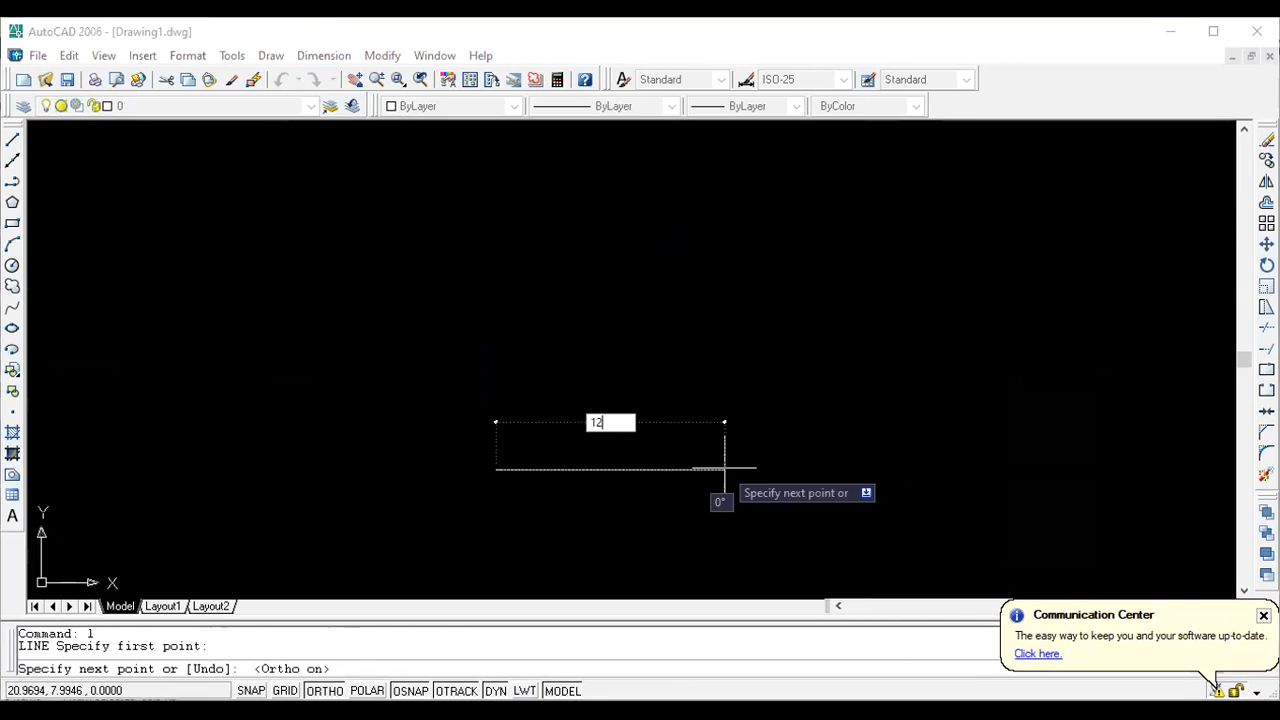 AutoCAD 2006 - [Drawing1.dwg]
File Edit View Insert Format Tools Draw Dimension Modify Window Help
Standard ISO-25 Standard
0 ByLayer ByLayer ByLayer ByColor
12
Specify next point or
0°
Y
X
Model Layout1 Layout2
Communication Center
The easy way to keep you and your software up-to-date.
Click here.
Command: l
LINE Specify first point:
Specify next point or [Undo]: <Ortho on>
20.9694, 7.9946, 0.0000 SNAP GRID ORTHO POLAR OSNAP OTRACK DYN LWT MODEL